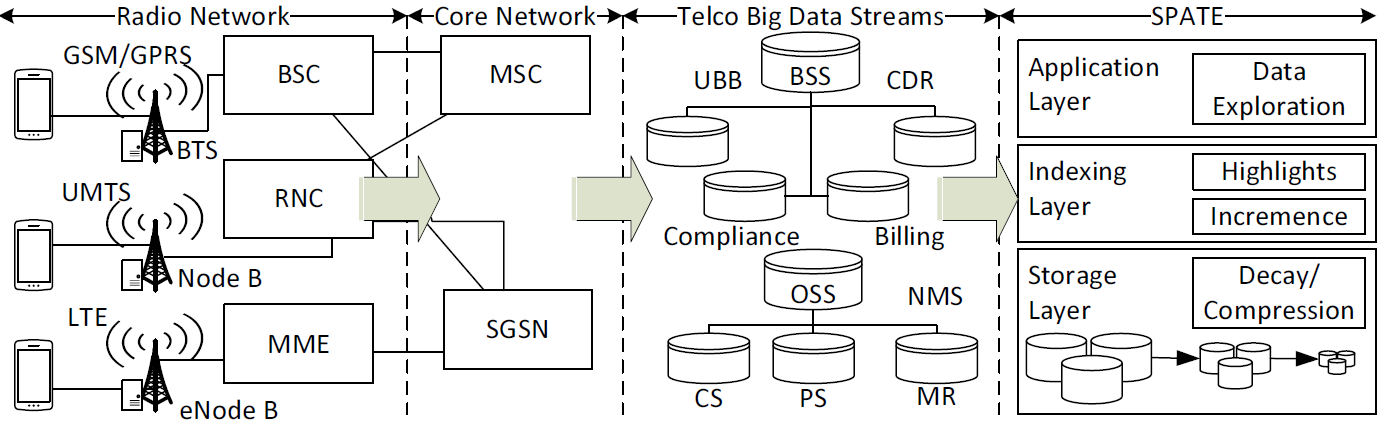 Radio Network
Core Network
Telco Big Data Streams
SPATE
GSM/GPRS
BTS
BSC
MSC
UMTS
Node B
RNC
LTE
eNode B
MME
SGSN
BSS
UBB
CDR
Compliance
Billing
OSS
NMS
CS
PS
MR
Application
Layer
Data
Exploration
Indexing
Layer
Highlights
Incremence
Storage
Layer
Decay/
Compression